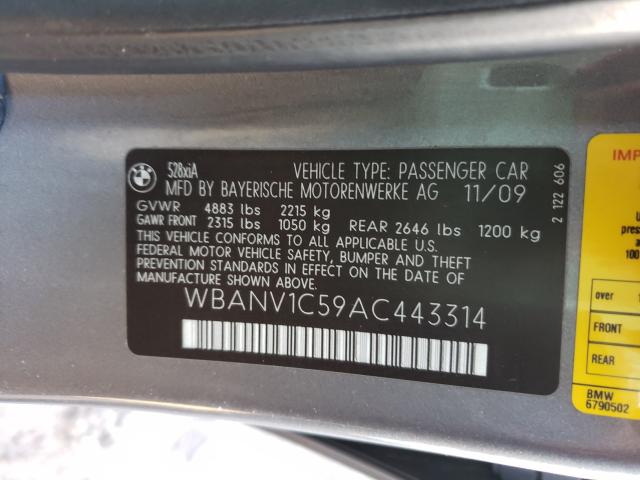 BMW
528xiA
VEHICLE TYPE: PASSENGER CAR
MFD BY BAYERISCHE MOTORENWERKE AG 11/09
GVWR 4883 lbs 2215 kg
GAWR FRONT 2315 lbs 1050 kg REAR 2646 lbs 1200 kg
THIS VEHICLE CONFORMS TO ALL APPLICABLE U.S.
FEDERAL MOTOR VEHICLE SAFETY, BUMPER AND THEFT
PREVENTION STANDARDS IN EFFECT ON THE DATE OF
MANUFACTURE SHOWN ABOVE.
WBANV1C59AC443314
2 122 606
IMP
U
pres
100
over
FRONT
REAR
BMW
6790502